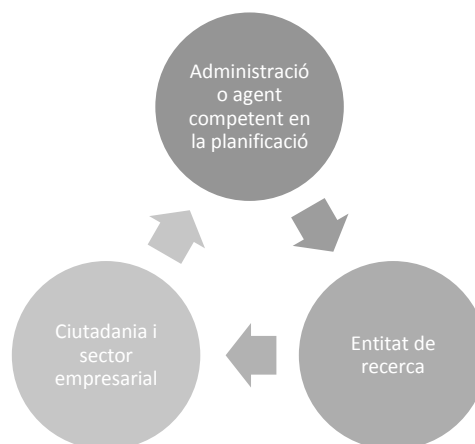 Administració
o agent
competent en
la planificació
Ciutadania i
sector
empresarial
Entitat de
recerca